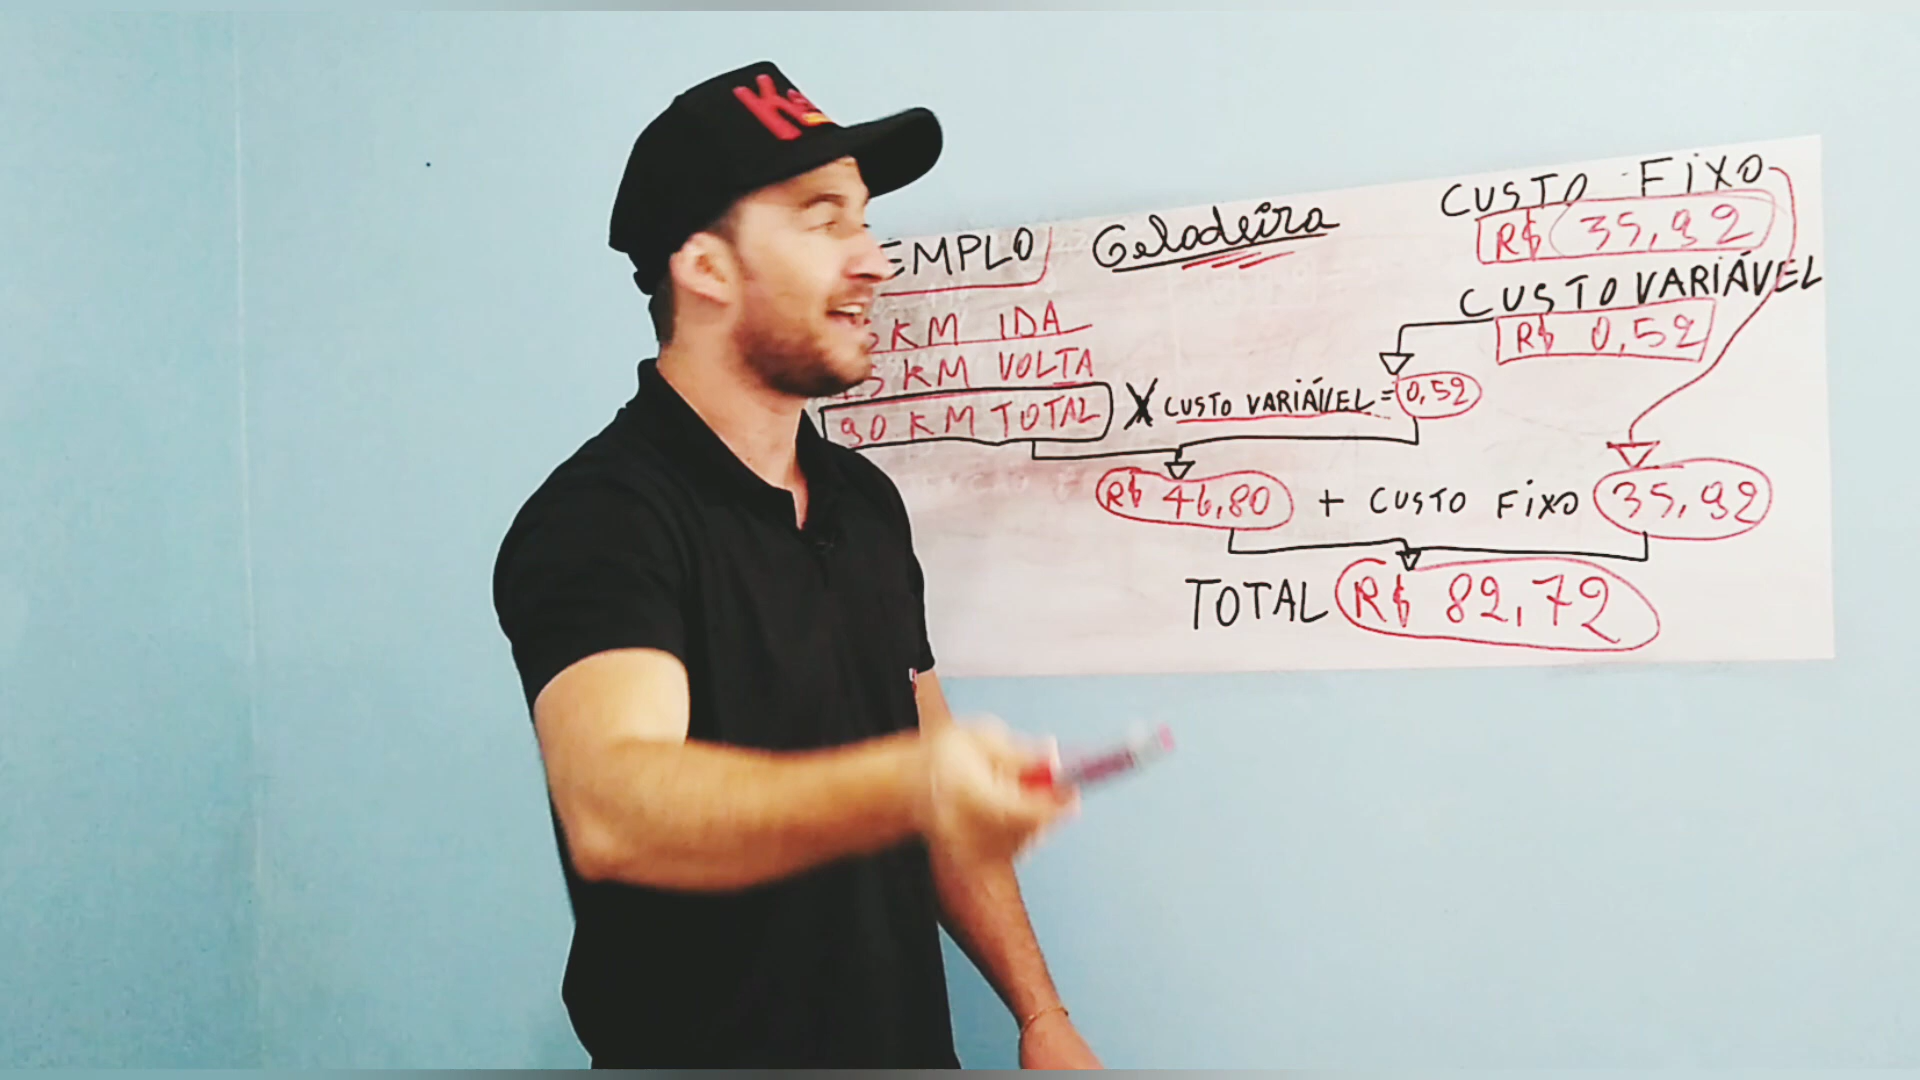 EMPLO Geladeira
CUSTO FIXO
R$ 35,92
CUSTO VARIÁVEL
R$ 0,52
KM IDA
5 KM VOLTA
90 KM TOTAL X CUSTO VARIÁVEL = 0,52
R$ 46,80 + CUSTO FIXO 35,92
TOTAL R$ 82,72